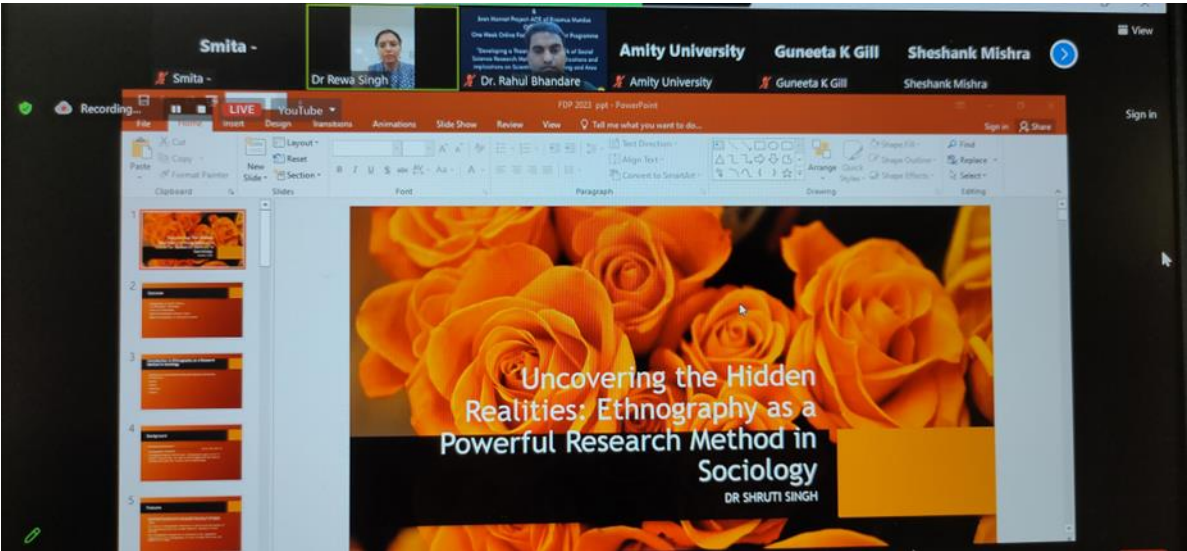 View
Smita -
Amity University
Guneeta K Gill
Sheshank Mishra
Smita -
Dr Rewa Singh
Dr. Rahul Bhandare
Amity University
Guneeta K Gill
Sheshank Mishra
Recording...
LIVE
YouTube
Sign in
FDP 2023 ppt - PowerPoint
File
Home
Insert
Design
Transitions
Animations
Slide Show
Review
View
Tell me what you want to do...
Sign in
Share
Paste
Cut
Copy
Format Painter
Clipboard
New
Slide
Layout
Reset
Section
Slides
Font
Paragraph
Text Direction
Align Text
Convert to SmartArt
Arrange
Quick
Styles
Shape Fill
Shape Outline
Shape Effects
Drawing
Find
Replace
Select
Editing
1
2
3
4
5
Uncovering the Hidden
Realities: Ethnography as a
Powerful Research Method in
Sociology
DR SHRUTI SINGH